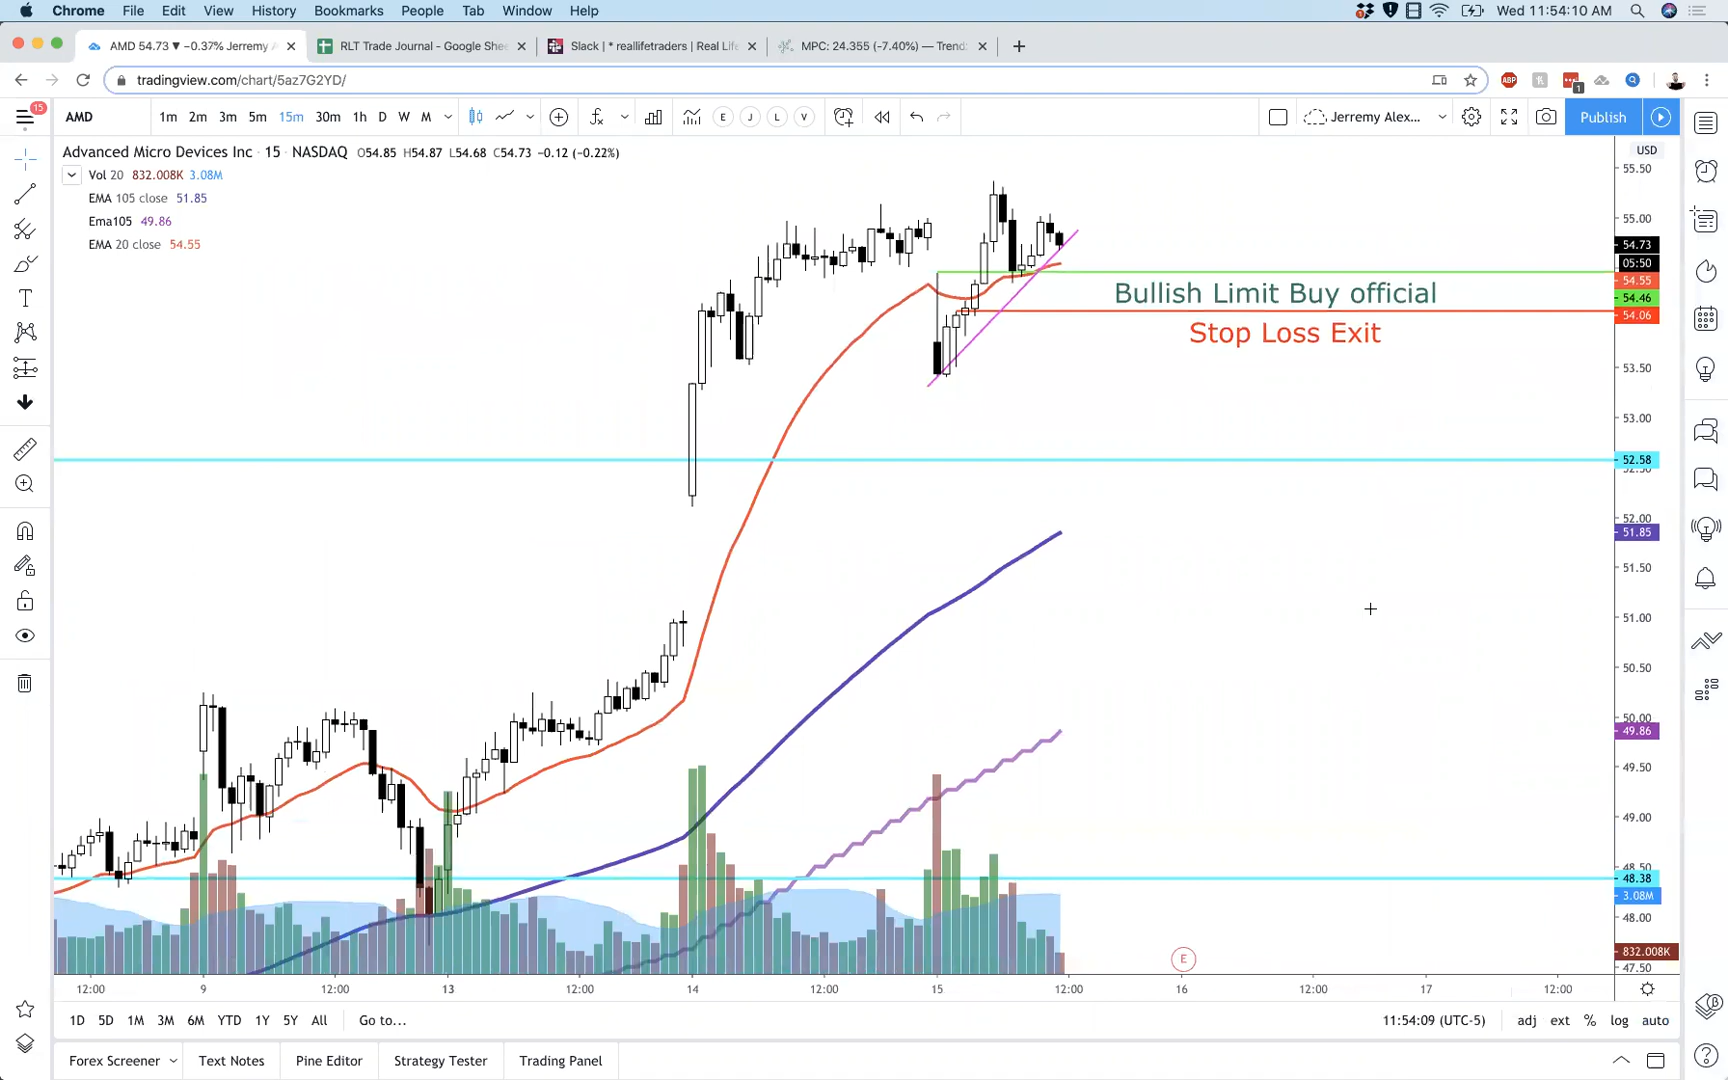 Chrome File Edit View History Bookmarks People Tab Window Help Wed 11:54:10 AM
AMD 54.73 ▼ −0.37% Jerremy A RLT Trade Journal - Google Shee Slack | * reallifetraders | Real Life MPC: 24.355 (-7.40%) — Trend
tradingview.com/chart/5az7G2YD/ ABP 1
15 AMD 1m 2m 3m 5m 15m 30m 1h D W M E J L V Jeremy Alex... Publish
Advanced Micro Devices Inc · 15 · NASDAQ O54.85 H54.87 L54.68 C54.73 −0.12 (−0.22%)
USD
Vol 20 832.008K 3.08M
EMA 105 close 51.85
Ema105 49.86
EMA 20 close 54.55
55.50
55.00
54.73
05:50
54.55
54.46
54.06
Bullish Limit Buy official
Stop Loss Exit
53.50
53.00
52.58
52.50
52.00
51.85
51.50
51.00
50.50
50.00
49.86
49.50
49.00
48.50
48.38
3.08M
48.00
832.008K
47.50
E
12:00 9 12:00 13 12:00 14 12:00 15 12:00 16 12:00 17 12:00
1D 5D 1M 3M 6M YTD 1Y 5Y All Go to... 11:54:09 (UTC-5) adj ext % log auto
Forex Screener Text Notes Pine Editor Strategy Tester Trading Panel